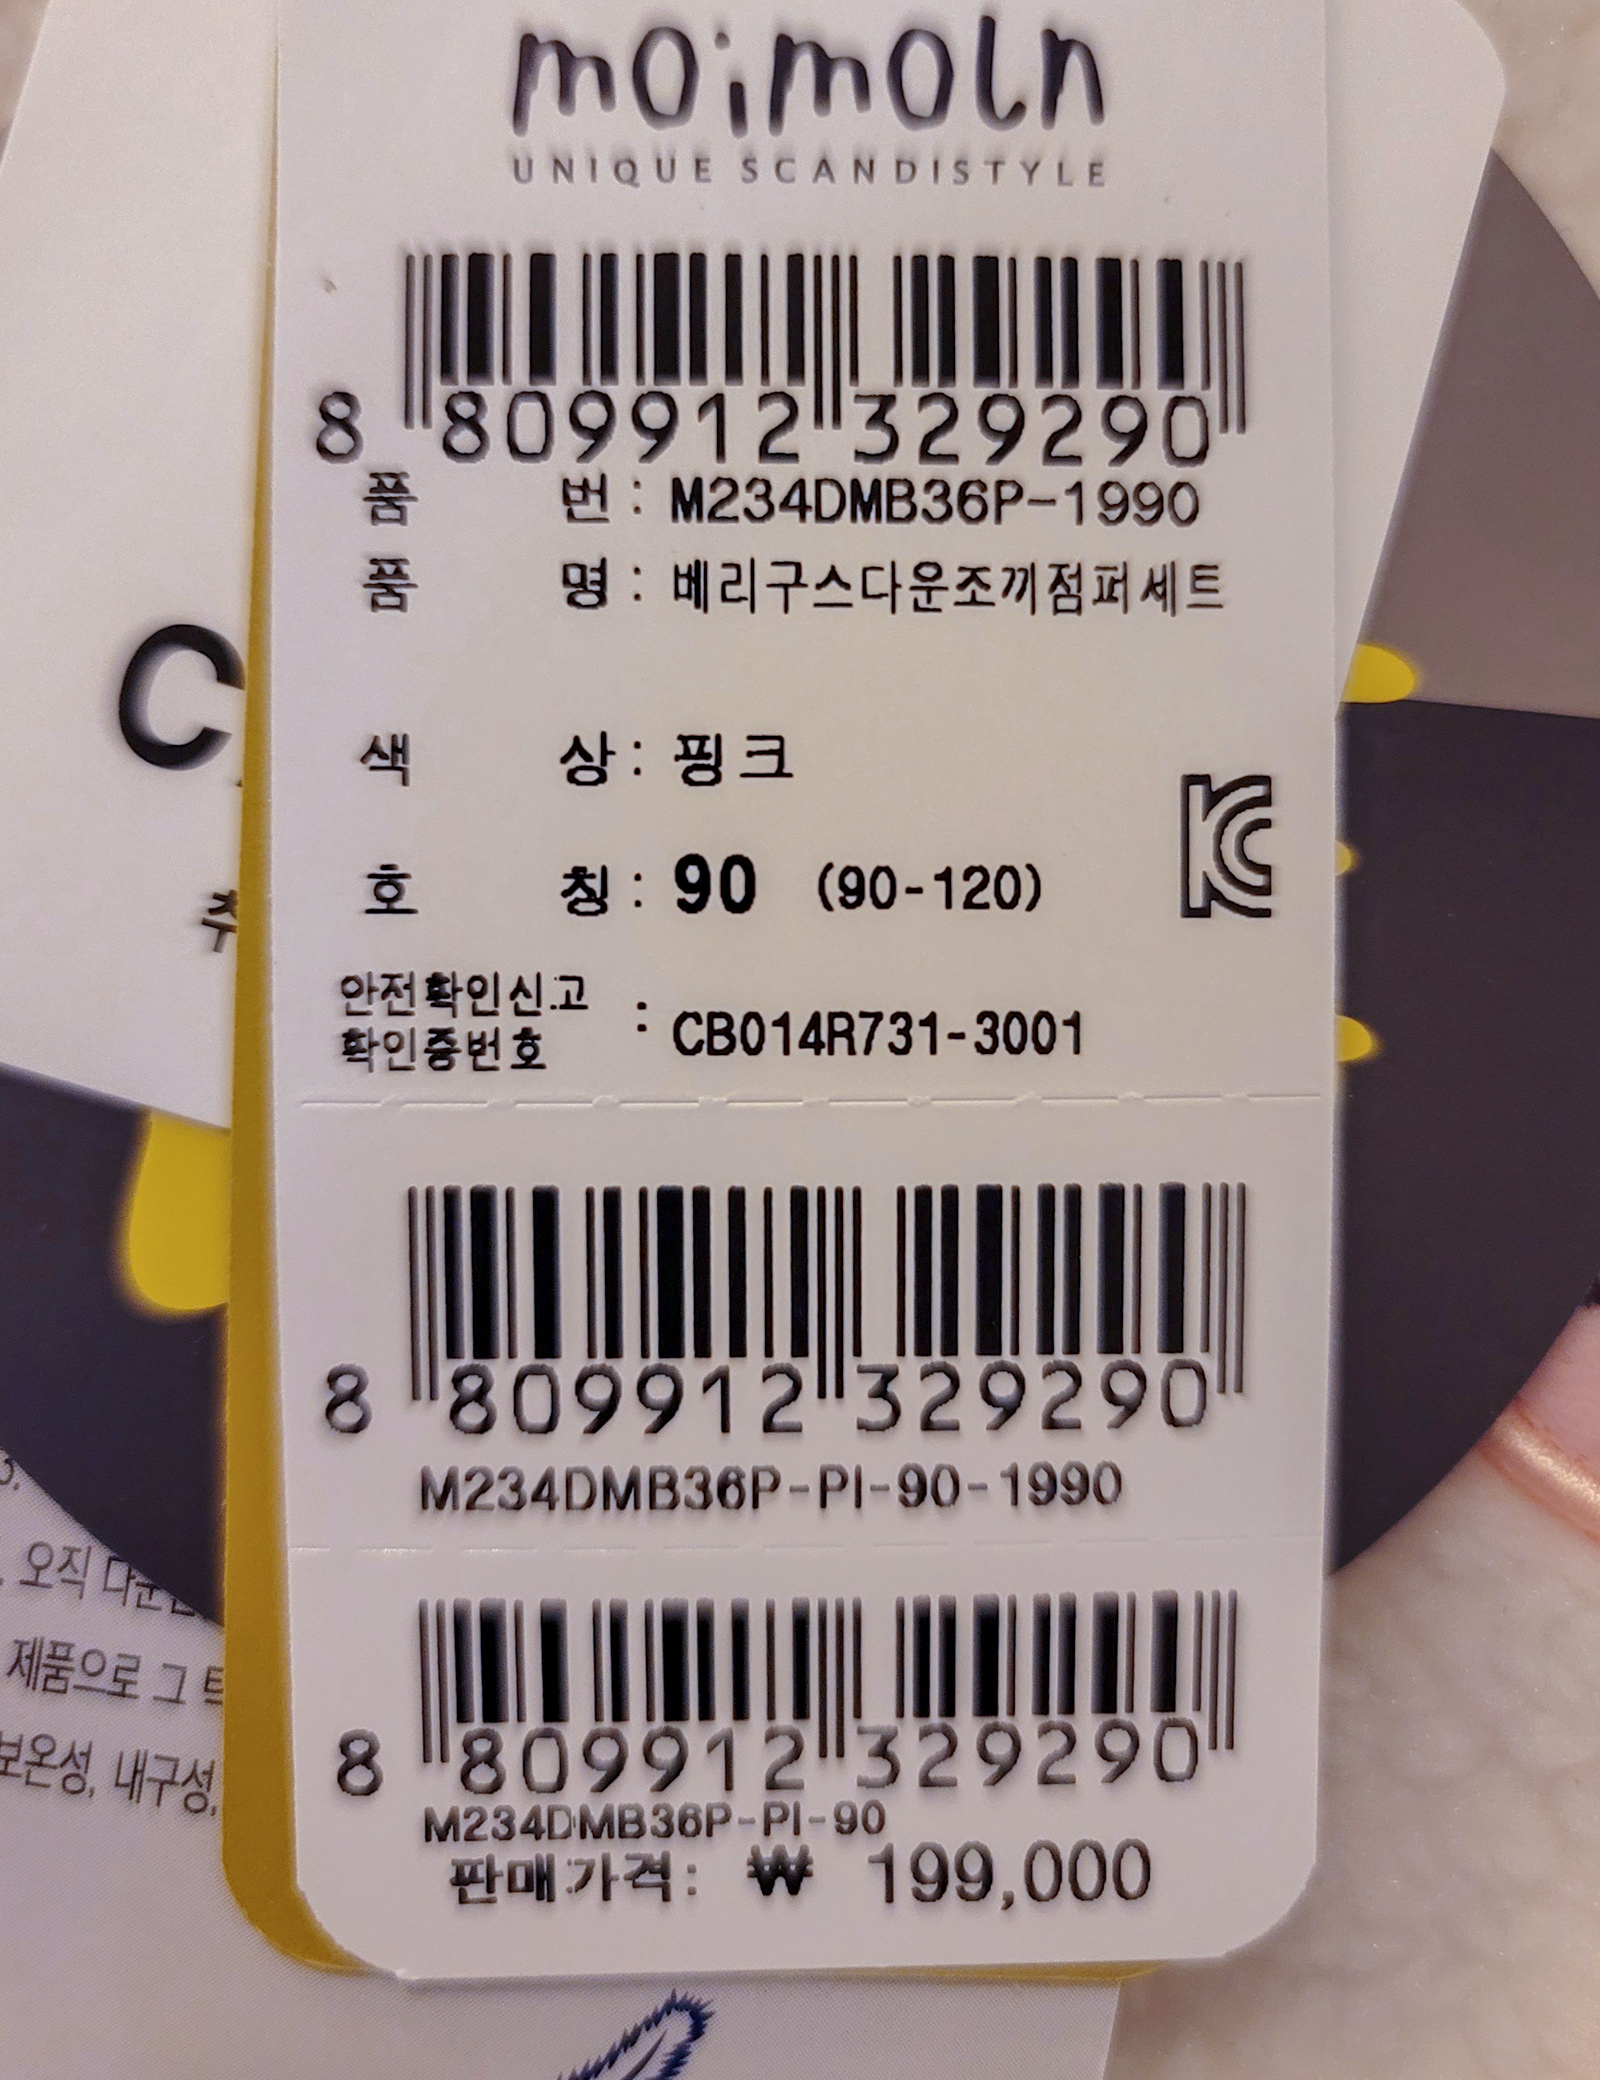 moimoln
UNIQUE SCANDISTYLE
8 809912 329290
품 번 : M234DMB36P-1990
품 명 : 베리구스다운조끼점퍼세트
색 상 : 핑크
호 칭 : 90 (90-120)
안전확인신고
확인증번호 : CB014R731-3001
8 809912 329290
M234DMB36P-PI-90-1990
8 809912 329290
M234DMB36P-PI-90
판매가격: ₩ 199,000
C
오직
제품으로 그
보온성, 내구성,